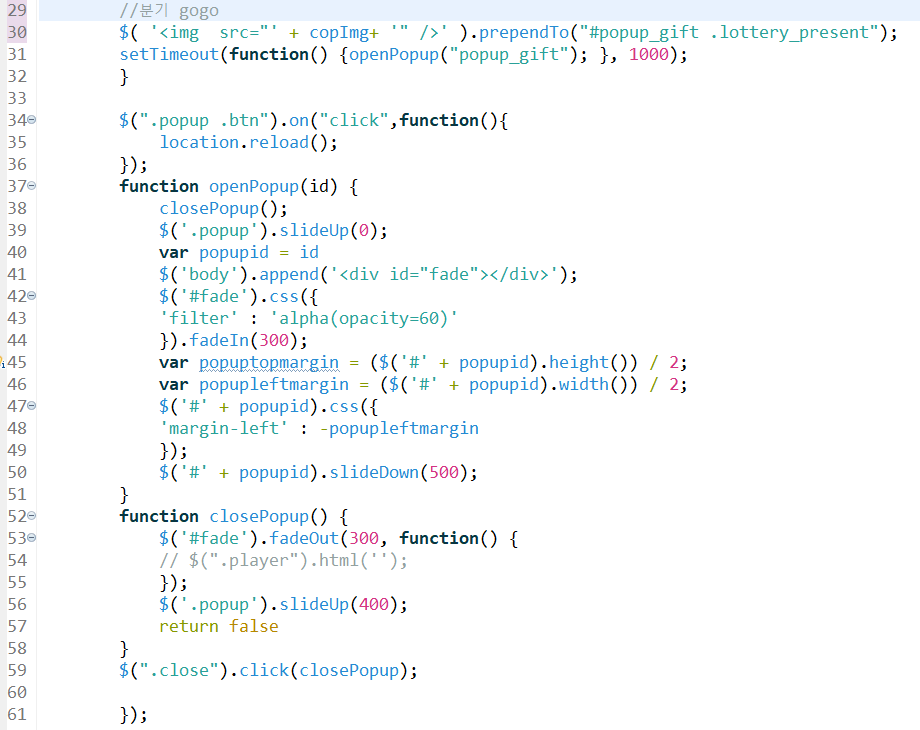 29 //분기 gogo
30 $( '<img  src="' + copImg+ '" />' ).prependTo("#popup_gift .lottery_present");
31 setTimeout(function() {openPopup("popup_gift"); }, 1000);
32 }
33
34 $(".popup .btn").on("click",function(){
35 location.reload();
36 });
37 function openPopup(id) {
38 closePopup();
39 $('.popup').slideUp(0);
40 var popupid = id
41 $('body').append('<div id="fade"></div>');
42 $('#fade').css({
43 'filter' : 'alpha(opacity=60)'
44 }).fadeIn(300);
45 var popuptopmargin = ($('#' + popupid).height()) / 2;
46 var popupleftmargin = ($('#' + popupid).width()) / 2;
47 $('#' + popupid).css({
48 'margin-left' : -popupleftmargin
49 });
50 $('#' + popupid).slideDown(500);
51 }
52 function closePopup() {
53 $('#fade').fadeOut(300, function() {
54 // $(".player").html('');
55 });
56 $('.popup').slideUp(400);
57 return false
58 }
59 $(".close").click(closePopup);
60
61 });